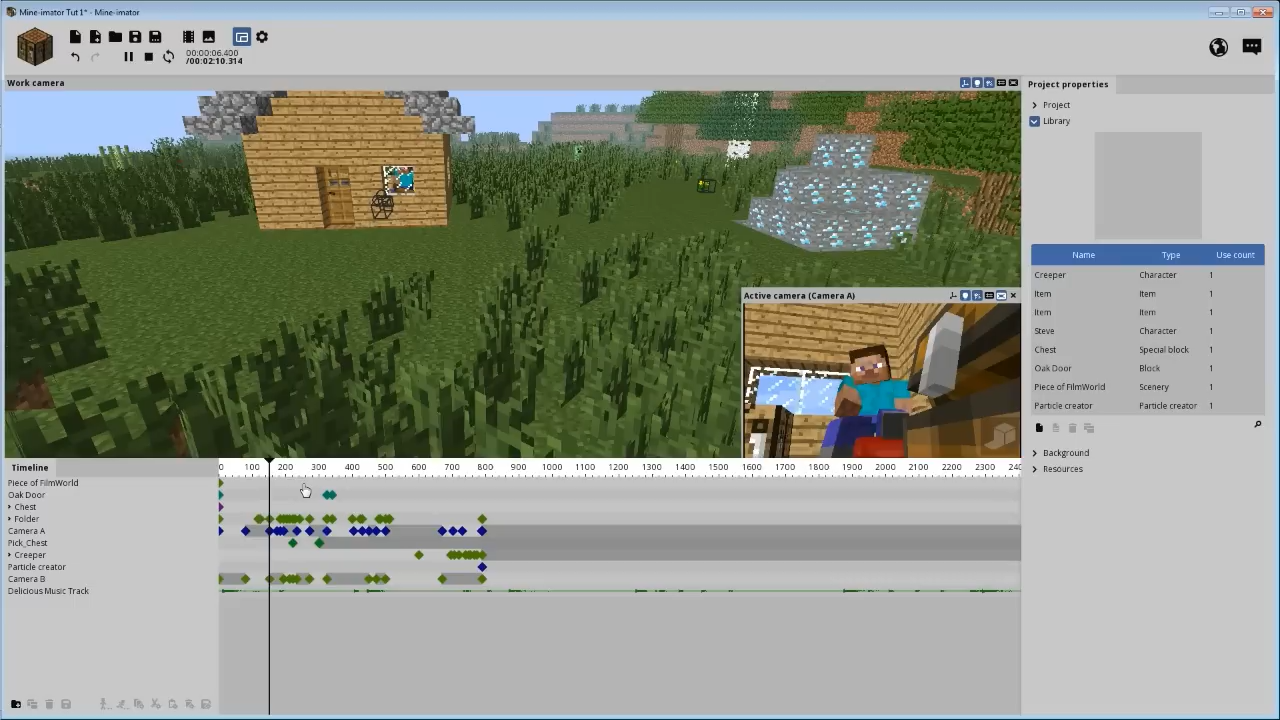 Mine-imator Tut 1* - Mine-imator
00:00:06.400
/00:02:10.314
Work camera
Project properties
Project
Library
Name Type Use count
Creeper Character 1
Item Item 1
Item Item 1
Steve Character 1
Chest Special block 1
Oak Door Block 1
Piece of FilmWorld Scenery 1
Particle creator Particle creator 1
Background
Resources
Active camera (Camera A)
Timeline
0 100 200 300 400 500 600 700 800 900 1000 1100 1200 1300 1400 1500 1600 1700 1800 1900 2000 2100 2200 2300 240
Piece of FilmWorld
Oak Door
Chest
Folder
Camera A
Pick_Chest
Creeper
Particle creator
Camera B
Delicious Music Track